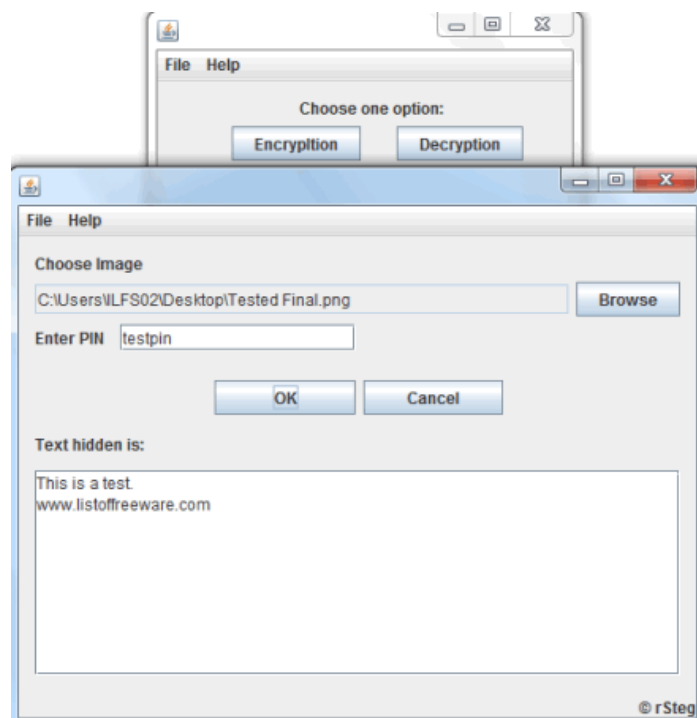 File Help
Choose one option:
Encrypltion Decryption
File Help
Choose Image
C:\Users\ILFS02\Desktop\Tested Final.png Browse
Enter PIN testpin
OK Cancel
Text hidden is:
This is a test.
www.listoffreeware.com
© rSteg